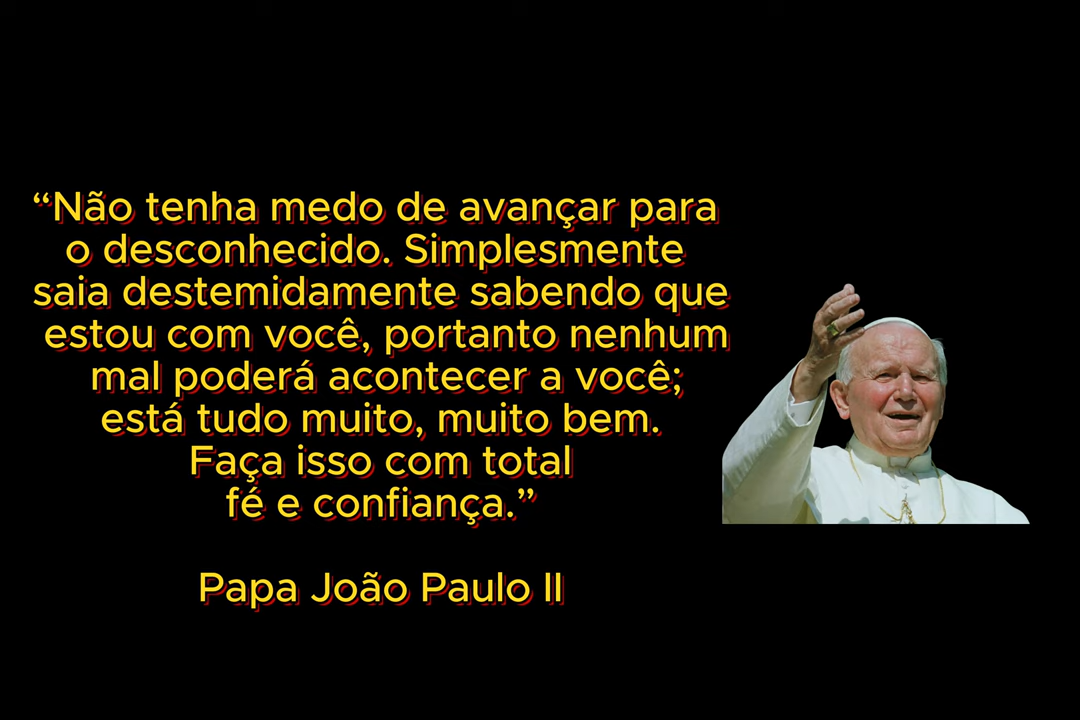 “Não tenha medo de avançar para
o desconhecido. Simplesmente
saia destemidamente sabendo que
estou com você, portanto nenhum
mal poderá acontecer a você;
está tudo muito, muito bem.
Faça isso com total
fé e confiança.”
Papa João Paulo II